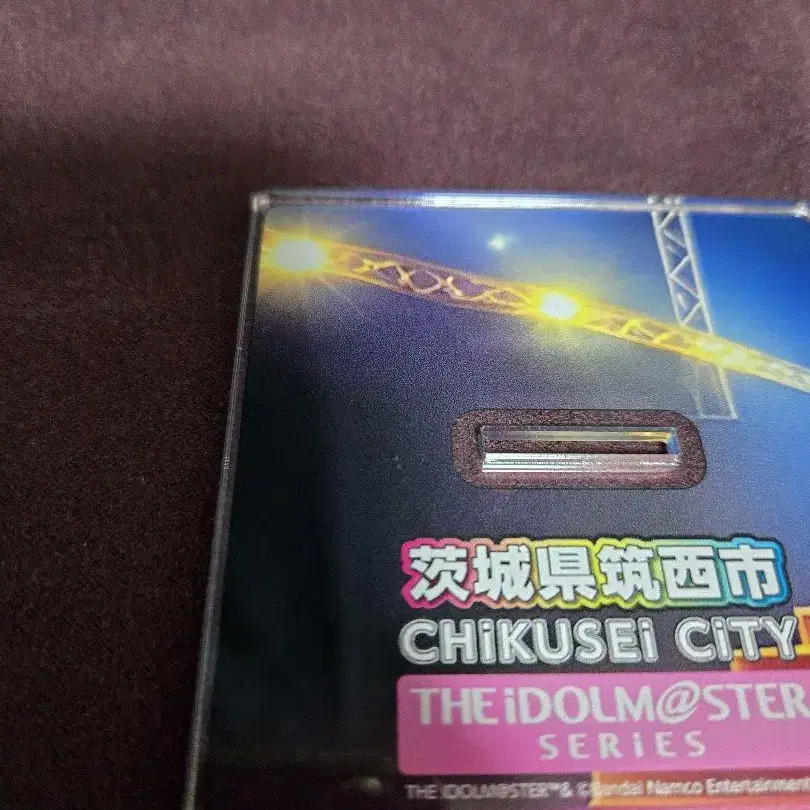 茨城県筑西市
CHiKUSEi CiTY
THE iDOLM@STER
SERiES
THE IDOLM@STER™& ©Bandai Namco Entertainment